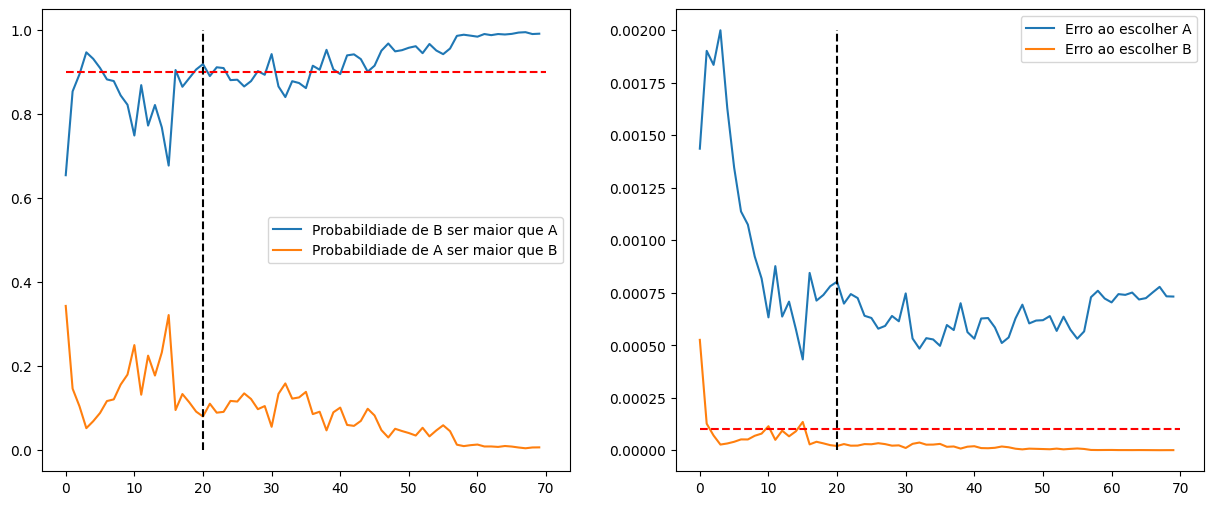 1.0
0.8
0.6
0.4
0.2
0.0
0 10 20 30 40 50 60 70
Probabildiade de B ser maior que A
Probabildiade de A ser maior que B
0.00200
0.00175
0.00150
0.00125
0.00100
0.00075
0.00050
0.00025
0.00000
0 10 20 30 40 50 60 70
Erro ao escolher A
Erro ao escolher B